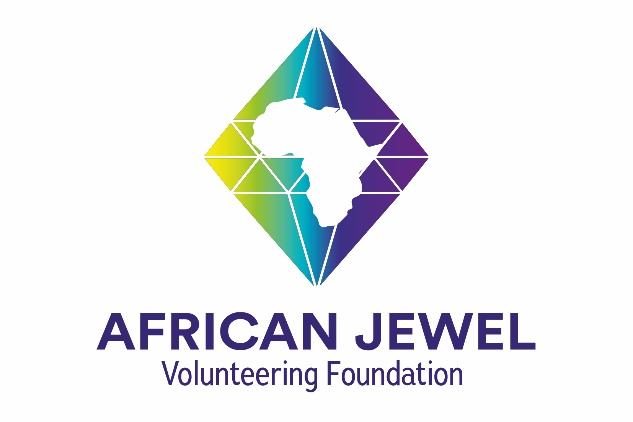 AFRICAN JEWEL
Volunteering Foundation